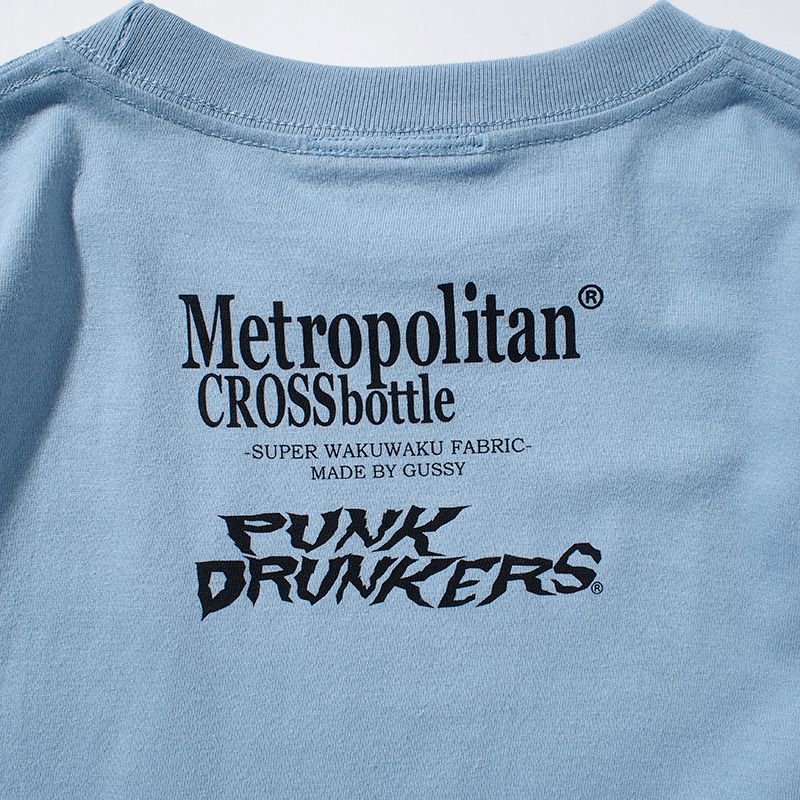 Metropolitan®
CROSSbottle
-SUPER WAKUWAKU FABRIC-
MADE BY GUSSY
PUNK
DRUNKERS®